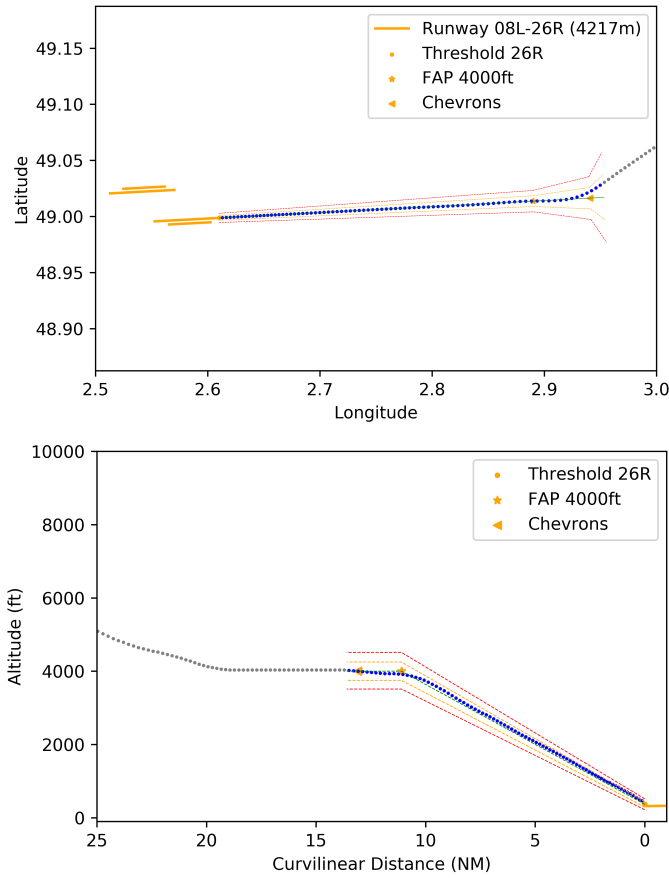 49.15
49.10
49.05
49.00
48.95
48.90
Latitude
Runway 08L-26R (4217m)
Threshold 26R
FAP 4000ft
Chevrons
2.5 2.6 2.7 2.8 2.9 3.0
Longitude
10000
8000
6000
4000
2000
0
Altitude (ft)
Threshold 26R
FAP 4000ft
Chevrons
25 20 15 10 5 0
Curvilinear Distance (NM)